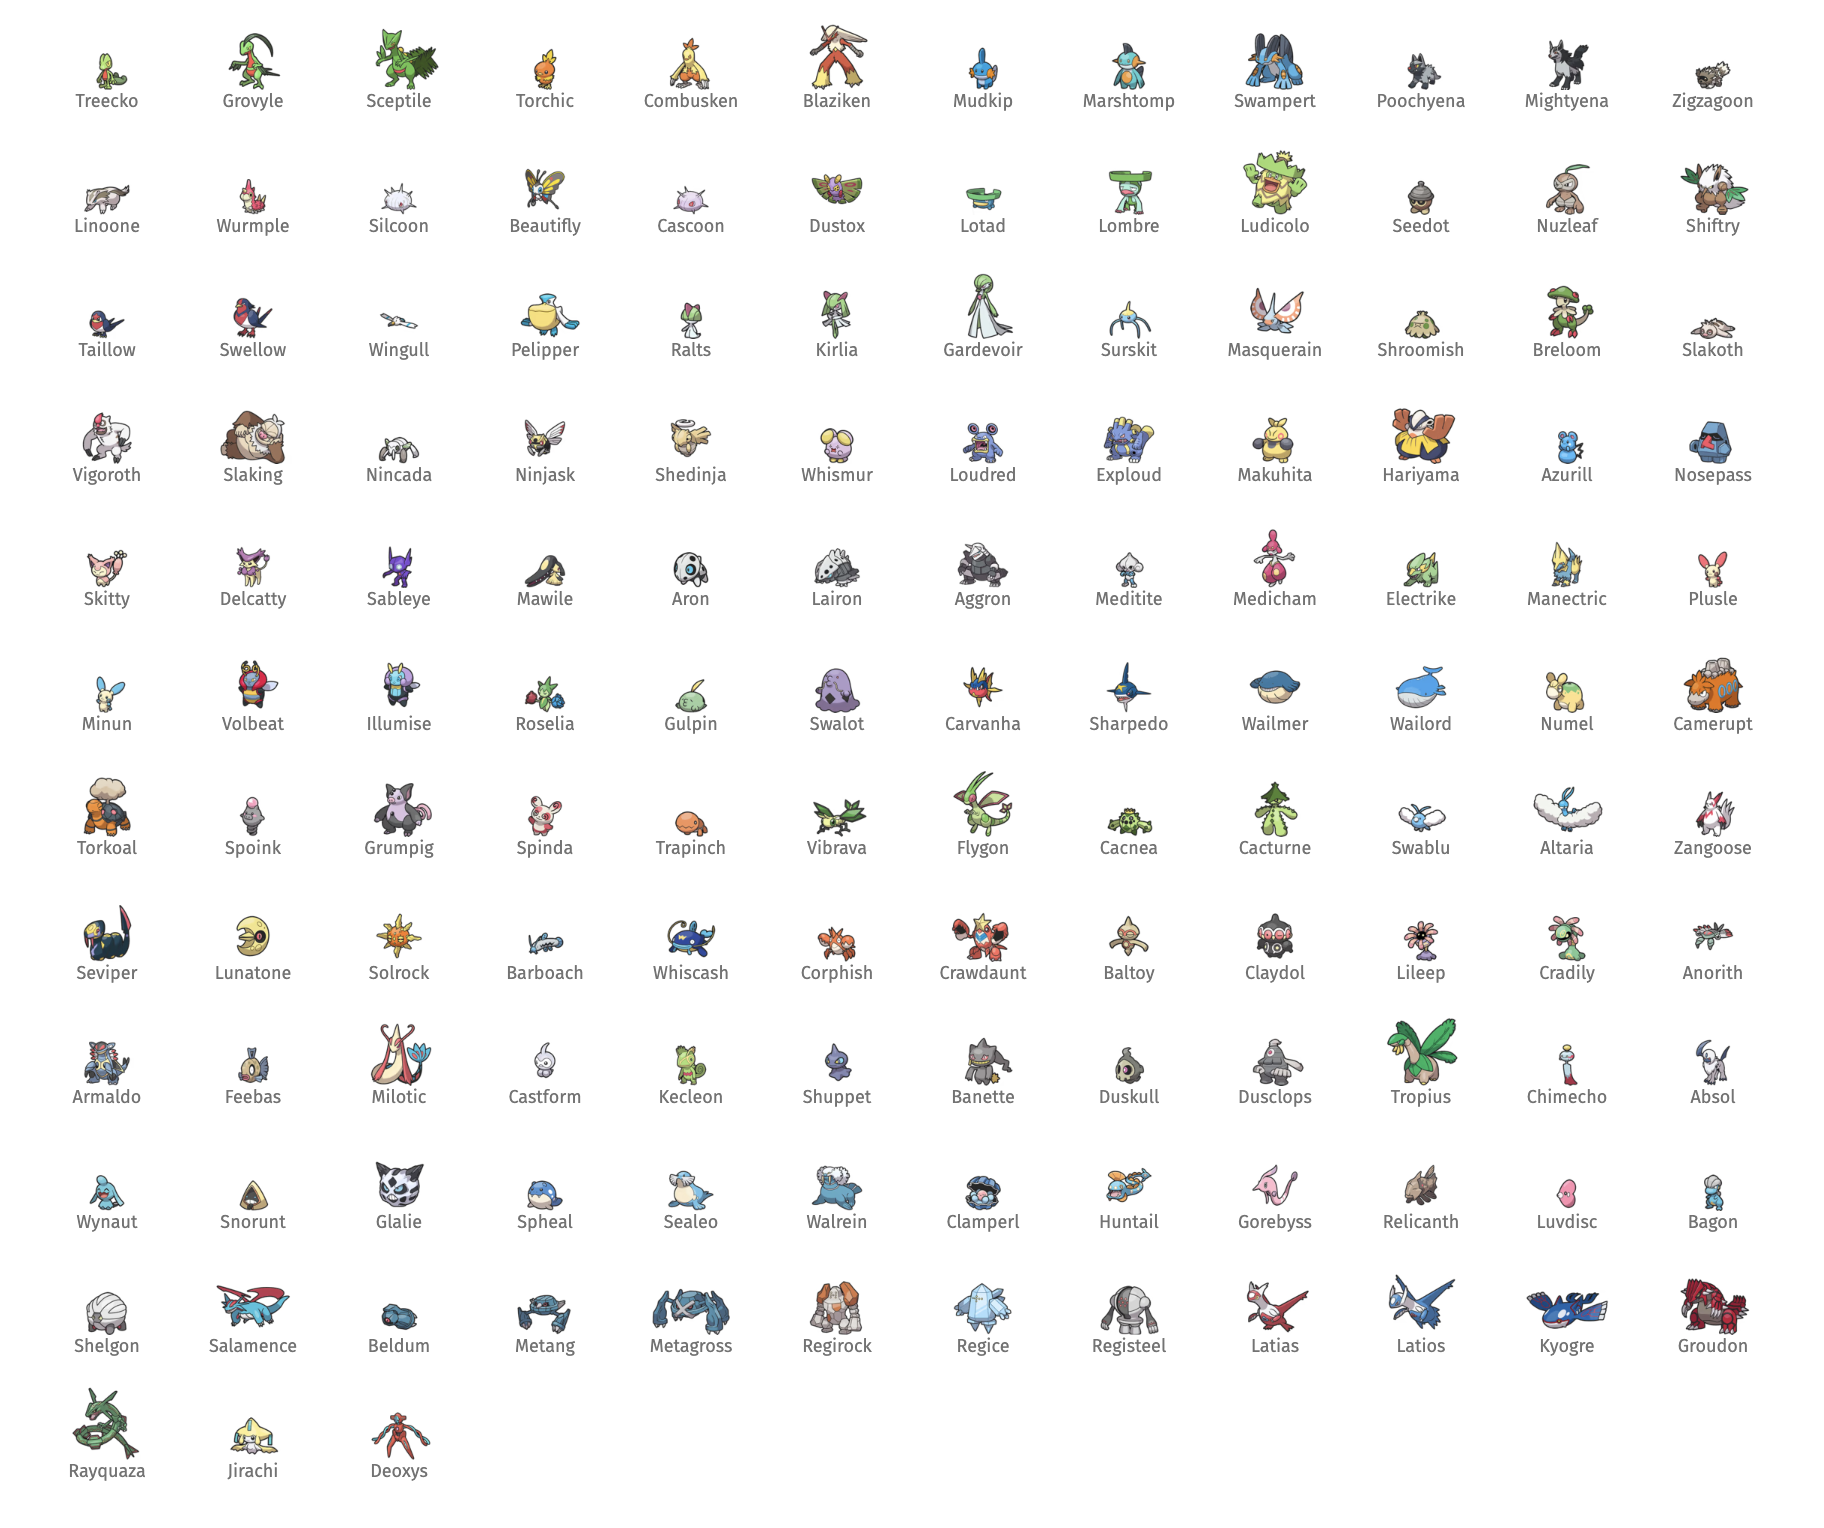 Treecko Grovyle Sceptile Torchic Combusken Blaziken Mudkip Marshtomp Swampert Poochyena Mightyena Zigzagoon
Linoone Wurmple Silcoon Beautifly Cascoon Dustox Lotad Lombre Ludicolo Seedot Nuzleaf Shiftry
Taillow Swellow Wingull Pelipper Ralts Kirlia Gardevoir Surskit Masquerain Shroomish Breloom Slakoth
Vigoroth Slaking Nincada Ninjask Shedinja Whismur Loudred Exploud Makuhita Hariyama Azurill Nosepass
Skitty Delcatty Sableye Mawile Aron Lairon Aggron Meditite Medicham Electrike Manectric Plusle
Minun Volbeat Illumise Roselia Gulpin Swalot Carvanha Sharpedo Wailmer Wailord Numel Camerupt
Torkoal Spoink Grumpig Spinda Trapinch Vibrava Flygon Cacnea Cacturne Swablu Altaria Zangoose
Seviper Lunatone Solrock Barboach Whiscash Corphish Crawdaunt Baltoy Claydol Lileep Cradily Anorith
Armaldo Feebas Milotic Castform Kecleon Shuppet Banette Duskull Dusclops Tropius Chimecho Absol
Wynaut Snorunt Glalie Spheal Sealeo Walrein Clamperl Huntail Gorebyss Relicanth Luvdisc Bagon
Shelgon Salamence Beldum Metang Metagross Regirock Regice Registeel Latias Latios Kyogre Groudon
Rayquaza Jirachi Deoxys